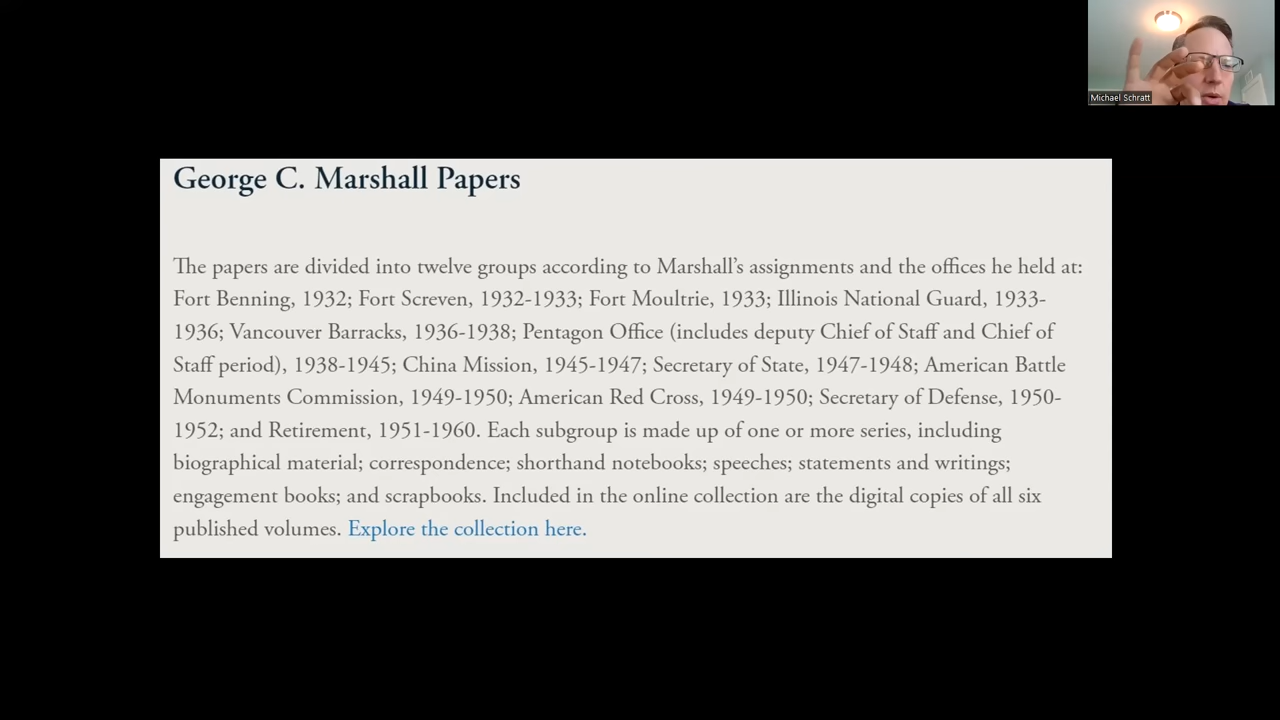 Michael Schratt
George C. Marshall Papers
The papers are divided into twelve groups according to Marshall’s assignments and the offices he held at:
Fort Benning, 1932; Fort Screven, 1932-1933; Fort Moultrie, 1933; Illinois National Guard, 1933-
1936; Vancouver Barracks, 1936-1938; Pentagon Office (includes deputy Chief of Staff and Chief of
Staff period), 1938-1945; China Mission, 1945-1947; Secretary of State, 1947-1948; American Battle
Monuments Commission, 1949-1950; American Red Cross, 1949-1950; Secretary of Defense, 1950-
1952; and Retirement, 1951-1960. Each subgroup is made up of one or more series, including
biographical material; correspondence; shorthand notebooks; speeches; statements and writings;
engagement books; and scrapbooks. Included in the online collection are the digital copies of all six
published volumes. Explore the collection here.